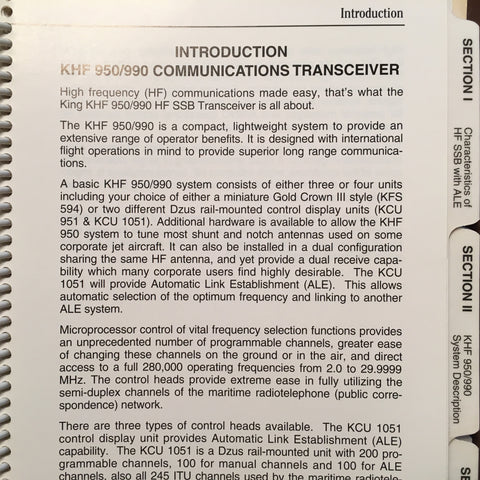 Introduction
INTRODUCTION
KHF 950/990 COMMUNICATIONS TRANSCEIVER
High frequency (HF) communications made easy, that's what the
King KHF 950/990 HF SSB Transceiver is all about.
The KHF 950/990 is a compact, lightweight system to provide an
extensive range of operator benefits. It is designed with international
flight operations in mind to provide superior long range communica-
tions.
A basic KHF 950/990 system consists of either three or four units
including your choice of either a miniature Gold Crown III style (KFS
594) or two different Dzus rail-mounted control display units (KCU
951 & KCU 1051). Additional hardware is available to allow the KHF
950 system to tune most shunt and notch antennas used on some
corporate jet aircraft. It can also be installed in a dual configuration
sharing the same HF antenna, and yet provide a dual receive capa-
bility which many corporate users find highly desirable. The KCU
1051 will provide Automatic Link Establishment (ALE). This allows
automatic selection of the optimum frequency and linking to another
ALE system.
Microprocessor control of vital frequency selection functions provides
an unprecedented number of programmable channels, greater ease
of changing these channels on the ground or in the air, and direct
access to a full 280,000 operating frequencies from 2.0 to 29.9999
MHz. The control heads provide extreme ease in fully utilizing the
semi-duplex channels of the maritime radiotelephone (public corre-
spondence) network.
There are three types of control heads available. The KCU 1051
control display unit provides Automatic Link Establishment (ALE)
capability. The KCU 1051 is a Dzus rail-mounted unit with 200 pro-
grammable channels, 100 for manual channels and 100 for ALE
channels, also all 245 ITU channels used by the maritime radiotele-
SECTION I
Characteristics of
HF SSB with ALE
SECTION II
KHF 950/990
System Description